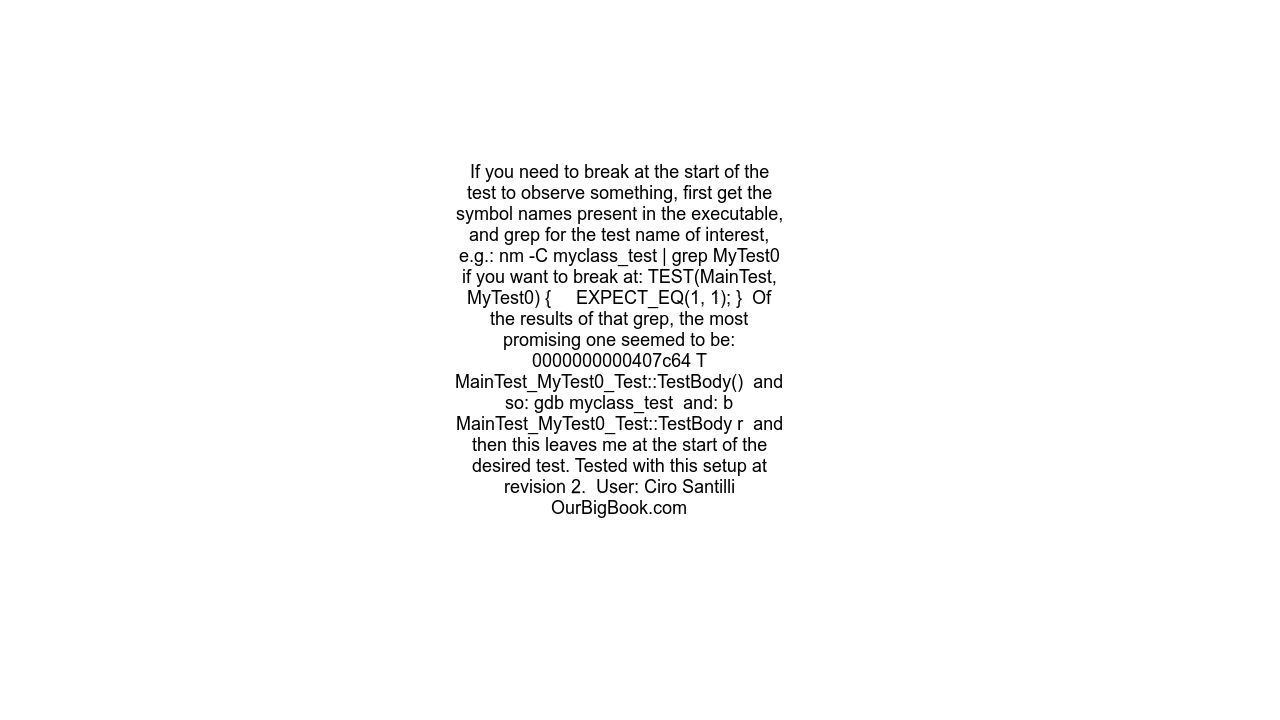 If you need to break at the start of the
test to observe something, first get the
symbol names present in the executable,
and grep for the test name of interest,
e.g.: nm -C myclass_test | grep MyTest0
if you want to break at: TEST(MainTest,
MyTest0) {     EXPECT_EQ(1, 1); }  Of
the results of that grep, the most
promising one seemed to be:
0000000000407c64 T
MainTest_MyTest0_Test::TestBody()  and
so: gdb myclass_test  and: b
MainTest_MyTest0_Test::TestBody r  and
then this leaves me at the start of the
desired test. Tested with this setup at
revision 2.  User: Ciro Santilli
OurBigBook.com